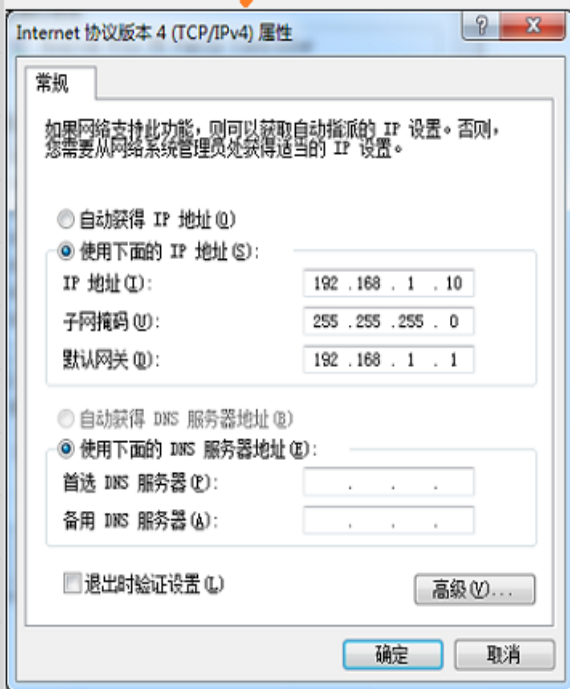 Internet 协议版本 4 (TCP/IPv4) 属性
常规
如果网络支持此功能，则可以获取自动指派的 IP 设置。否则，
您需要从网络系统管理员处获得适当的 IP 设置。
自动获得 IP 地址(O)
使用下面的 IP 地址(S):
IP 地址(I): 192 .168 . 1 . 10
子网掩码(U): 255 .255 .255 . 0
默认网关(D): 192 .168 . 1 . 1
自动获得 DNS 服务器地址(B)
使用下面的 DNS 服务器地址(E):
首选 DNS 服务器(P): . . .
备用 DNS 服务器(A): . . .
退出时验证设置(L)
高级(V)...
确定 取消